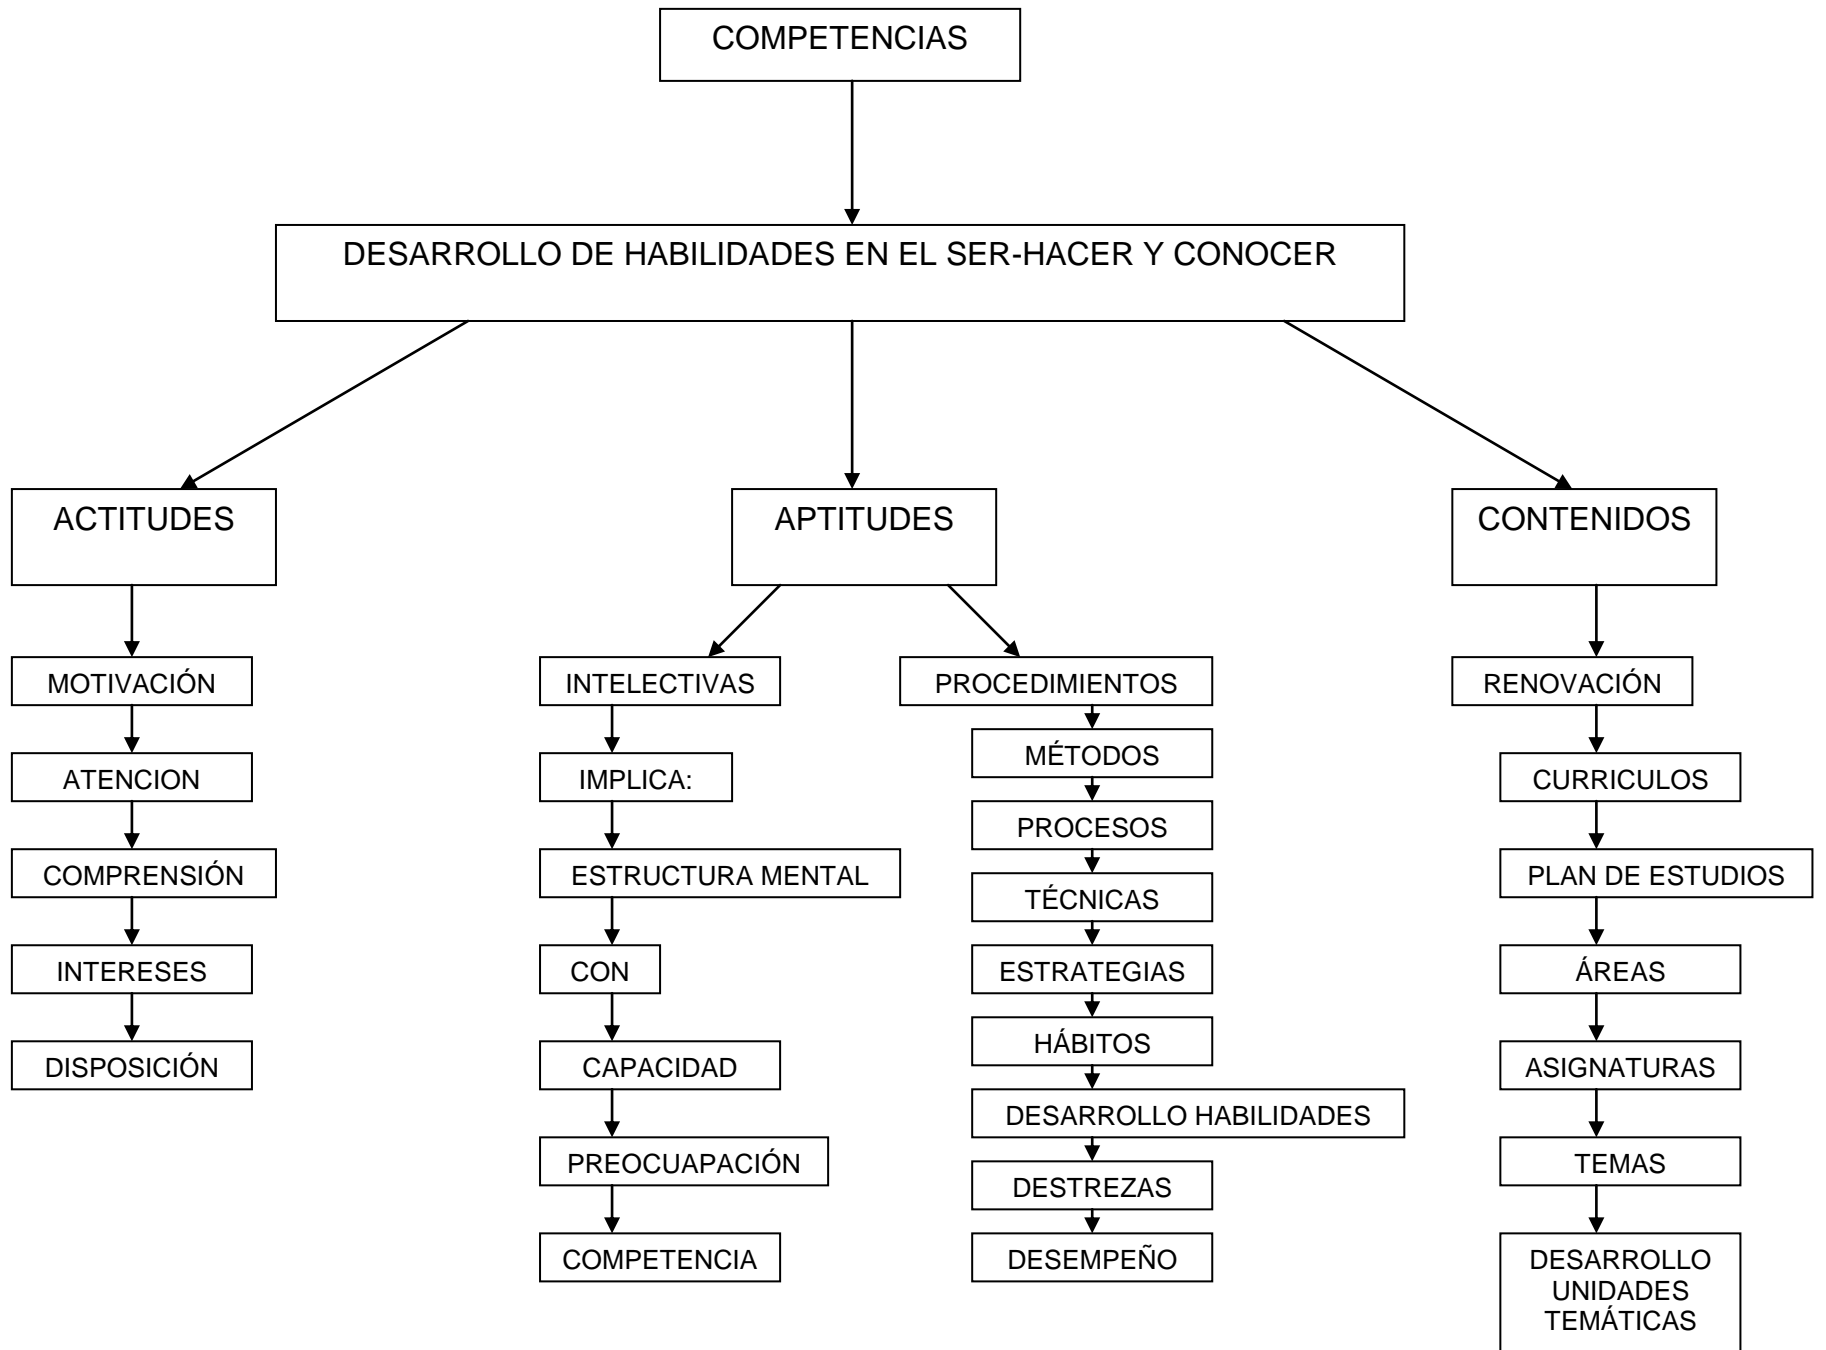 COMPETENCIAS
DESARROLLO DE HABILIDADES EN EL SER-HACER Y CONOCER
ACTITUDES
MOTIVACIÓN
ATENCION
COMPRENSIÓN
INTERESES
DISPOSICIÓN
APTITUDES
INTELECTIVAS
IMPLICA:
ESTRUCTURA MENTAL
CON
CAPACIDAD
PREOCUAPACIÓN
COMPETENCIA
PROCEDIMIENTOS
MÉTODOS
PROCESOS
TÉCNICAS
ESTRATEGIAS
HÁBITOS
DESARROLLO HABILIDADES
DESTREZAS
DESEMPEÑO
CONTENIDOS
RENOVACIÓN
CURRICULOS
PLAN DE ESTUDIOS
ÁREAS
ASIGNATURAS
TEMAS
DESARROLLO
UNIDADES
TEMÁTICAS